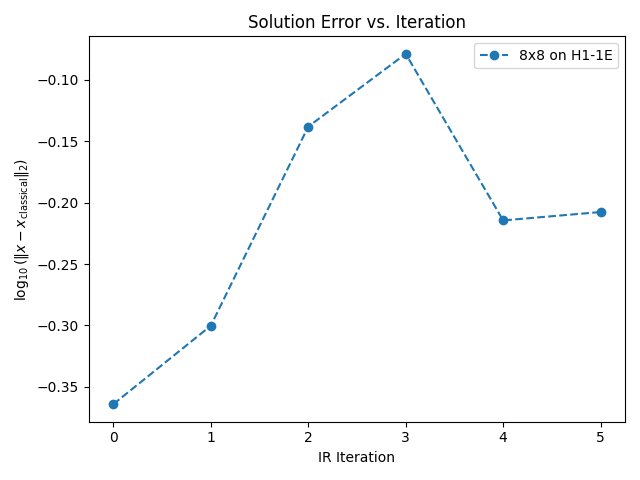 Solution Error vs. Iteration
8x8 on H1-1E
log₁₀(‖x − x_classical‖₂)
−0.10
−0.15
−0.20
−0.25
−0.30
−0.35
0 1 2 3 4 5
IR Iteration